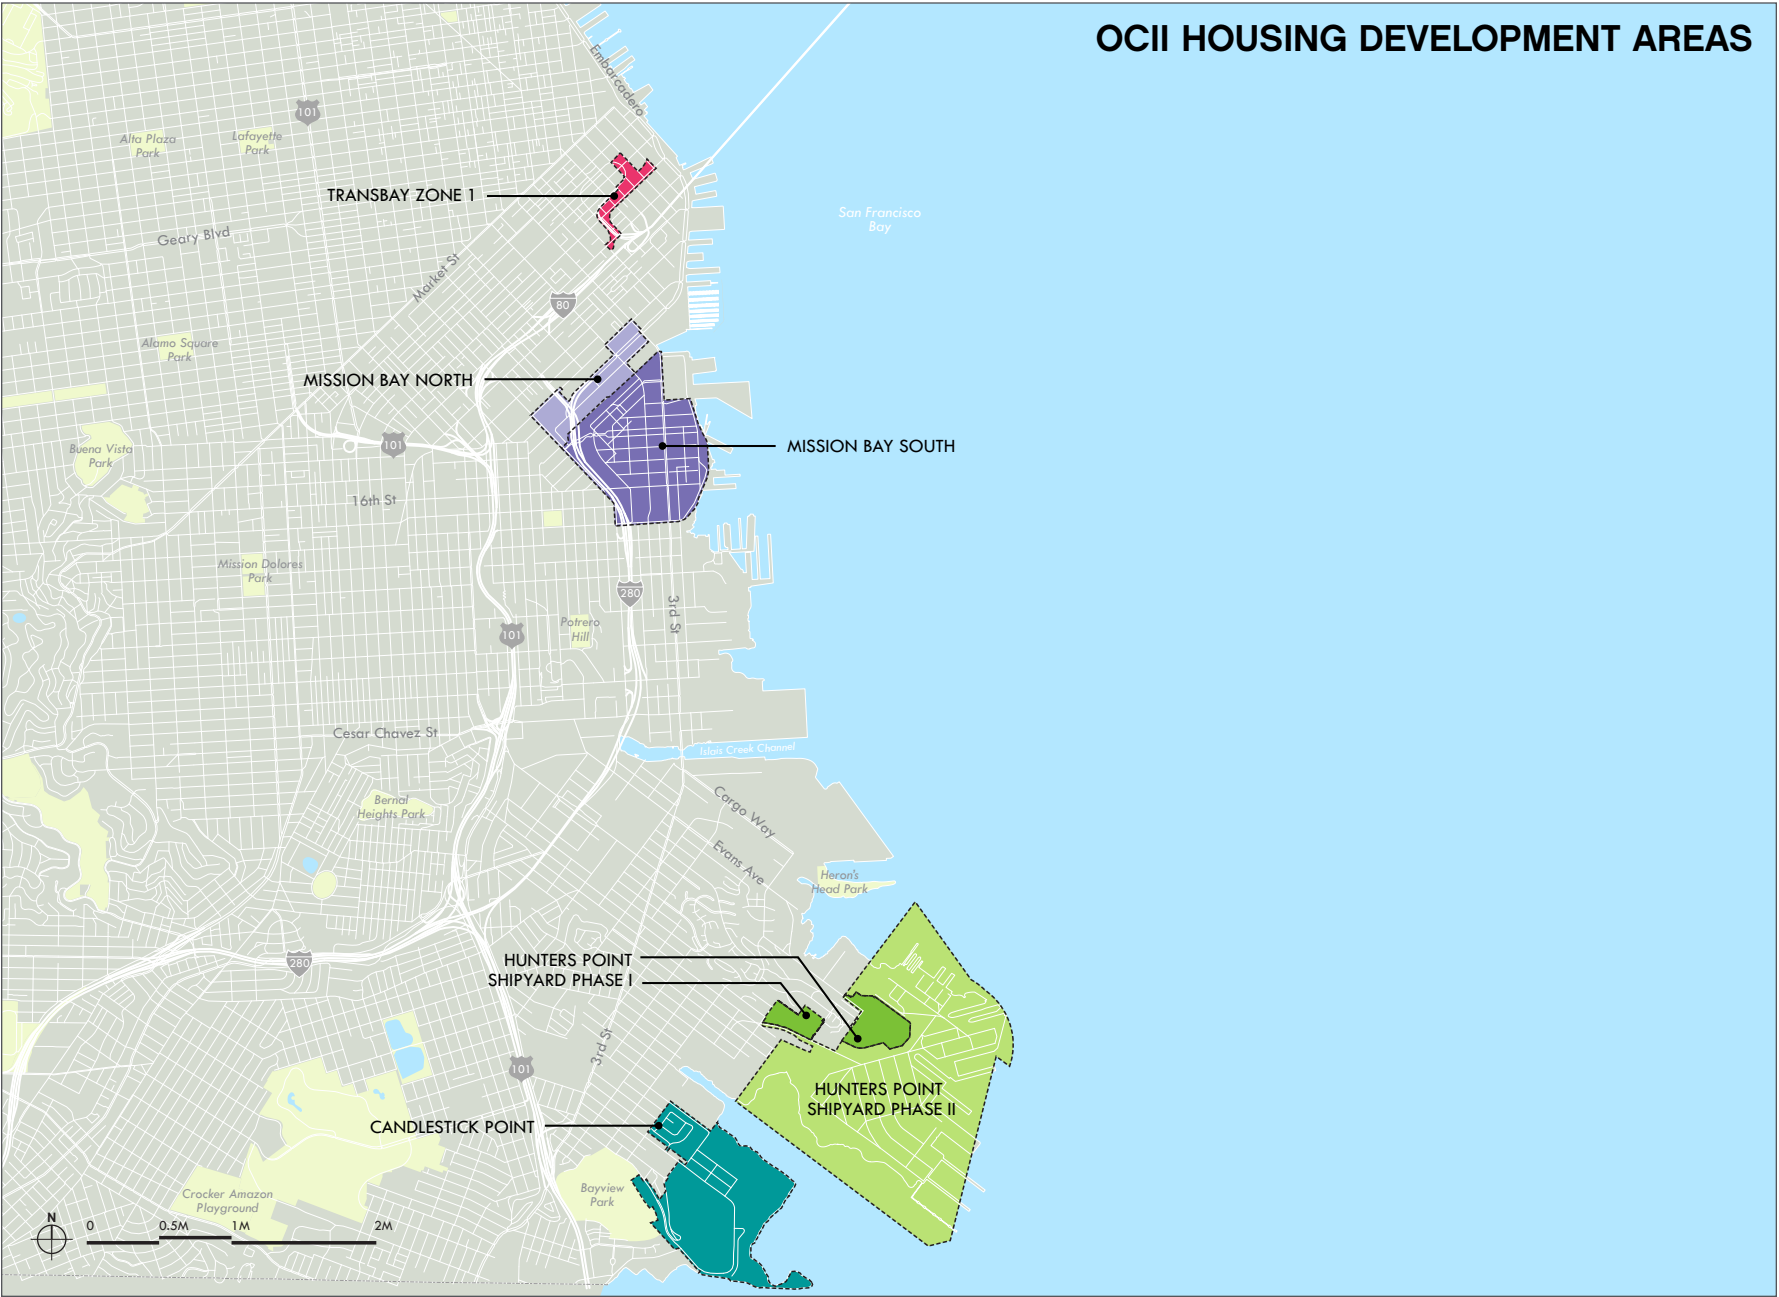 OCII HOUSING DEVELOPMENT AREAS
Embarcadero
101
Alta Plaza
Park
Lafayette
Park
TRANSBAY ZONE 1
San Francisco
Bay
Geary Blvd
Market St
80
Alamo Square
Park
MISSION BAY NORTH
101
MISSION BAY SOUTH
Buena Vista
Park
16th St
Mission Dolores
Park
280
3rd St
Potrero
Hill
101
Cesar Chavez St
Islais Creek Channel
Bernal
Heights Park
Cargo Way
Evans Ave
Heron's
Head Park
280
HUNTERS POINT
SHIPYARD PHASE I
3rd St
101
HUNTERS POINT
SHIPYARD PHASE II
CANDLESTICK POINT
Bayview
Park
Crocker Amazon
Playground
N
0 0.5M 1M 2M